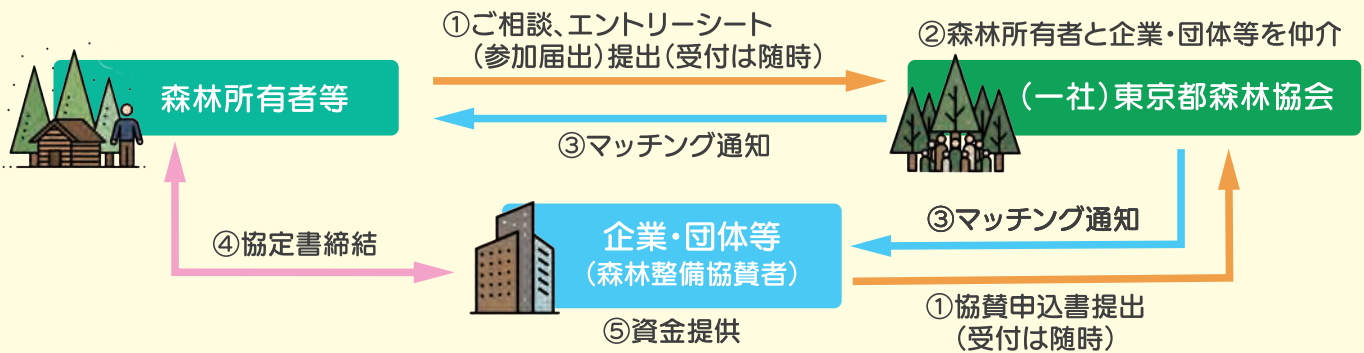 ①ご相談、エントリーシート
（参加届出）提出（受付は随時）
②森林所有者と企業・団体等を仲介
森林所有者等
（一社）東京都森林協会
③マッチング通知
企業・団体等
（森林整備協賛者）
③マッチング通知
④協定書締結
①協賛申込書提出
（受付は随時）
⑤資金提供